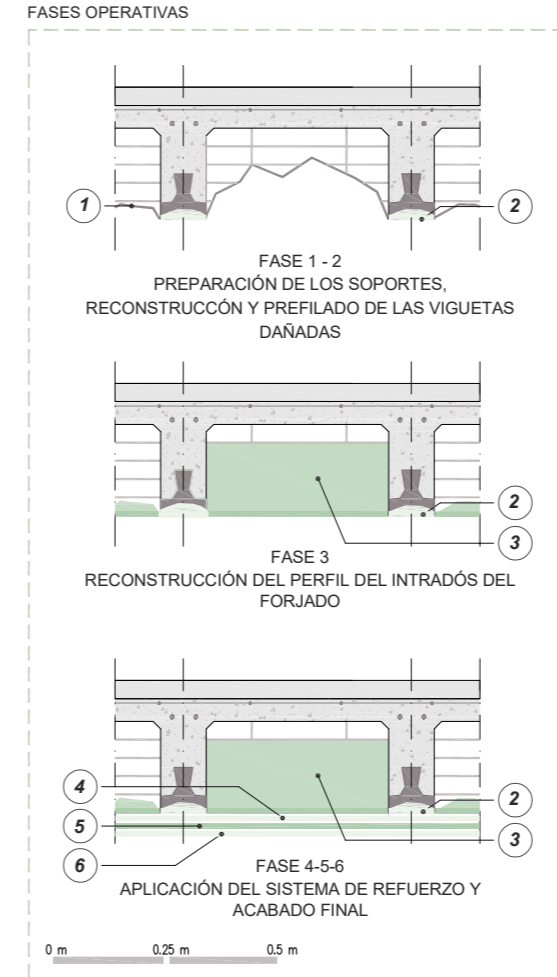 FASES OPERATIVAS
1
2
FASE 1 - 2
PREPARACIÓN DE LOS SOPORTES,
RECONSTRUCCÓN Y PREFILADO DE LAS VIGUETAS
DAÑADAS
2
3
FASE 3
RECONSTRUCCIÓN DEL PERFIL DEL INTRADÓS DEL
FORJADO
4
2
5
3
6
FASE 4-5-6
APLICACIÓN DEL SISTEMA DE REFUERZO Y
ACABADO FINAL
0 m 0.25 m 0.5 m